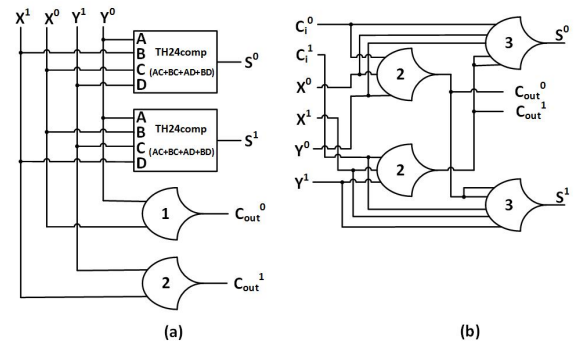 X¹ X⁰ Y¹ Y⁰
A
B
C
D
TH24comp
(AC+BC+AD+BD)
S⁰
A
B
C
D
TH24comp
(AC+BC+AD+BD)
S¹
1
Cout⁰
2
Cout¹
(a)
Ci⁰
Ci¹
X⁰
X¹
Y⁰
Y¹
2
2
3
3
S⁰
Cout⁰
Cout¹
S¹
(b)